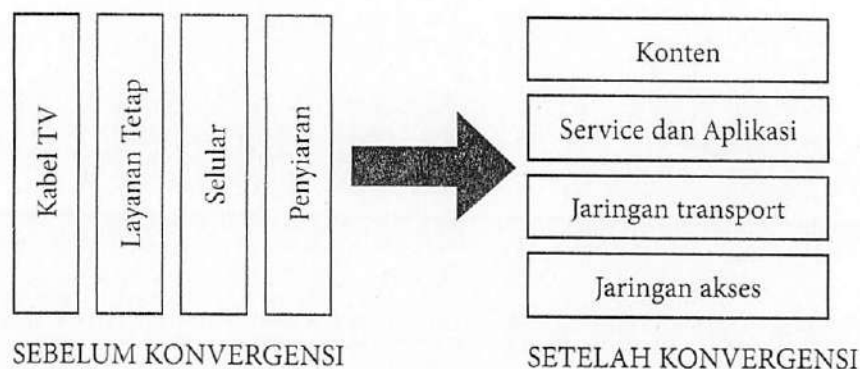 Kabel TV
Layanan Tetap
Selular
Penyiaran
SEBELUM KONVERGENSI
Konten
Service dan Aplikasi
Jaringan transport
Jaringan akses
SETELAH KONVERGENSI